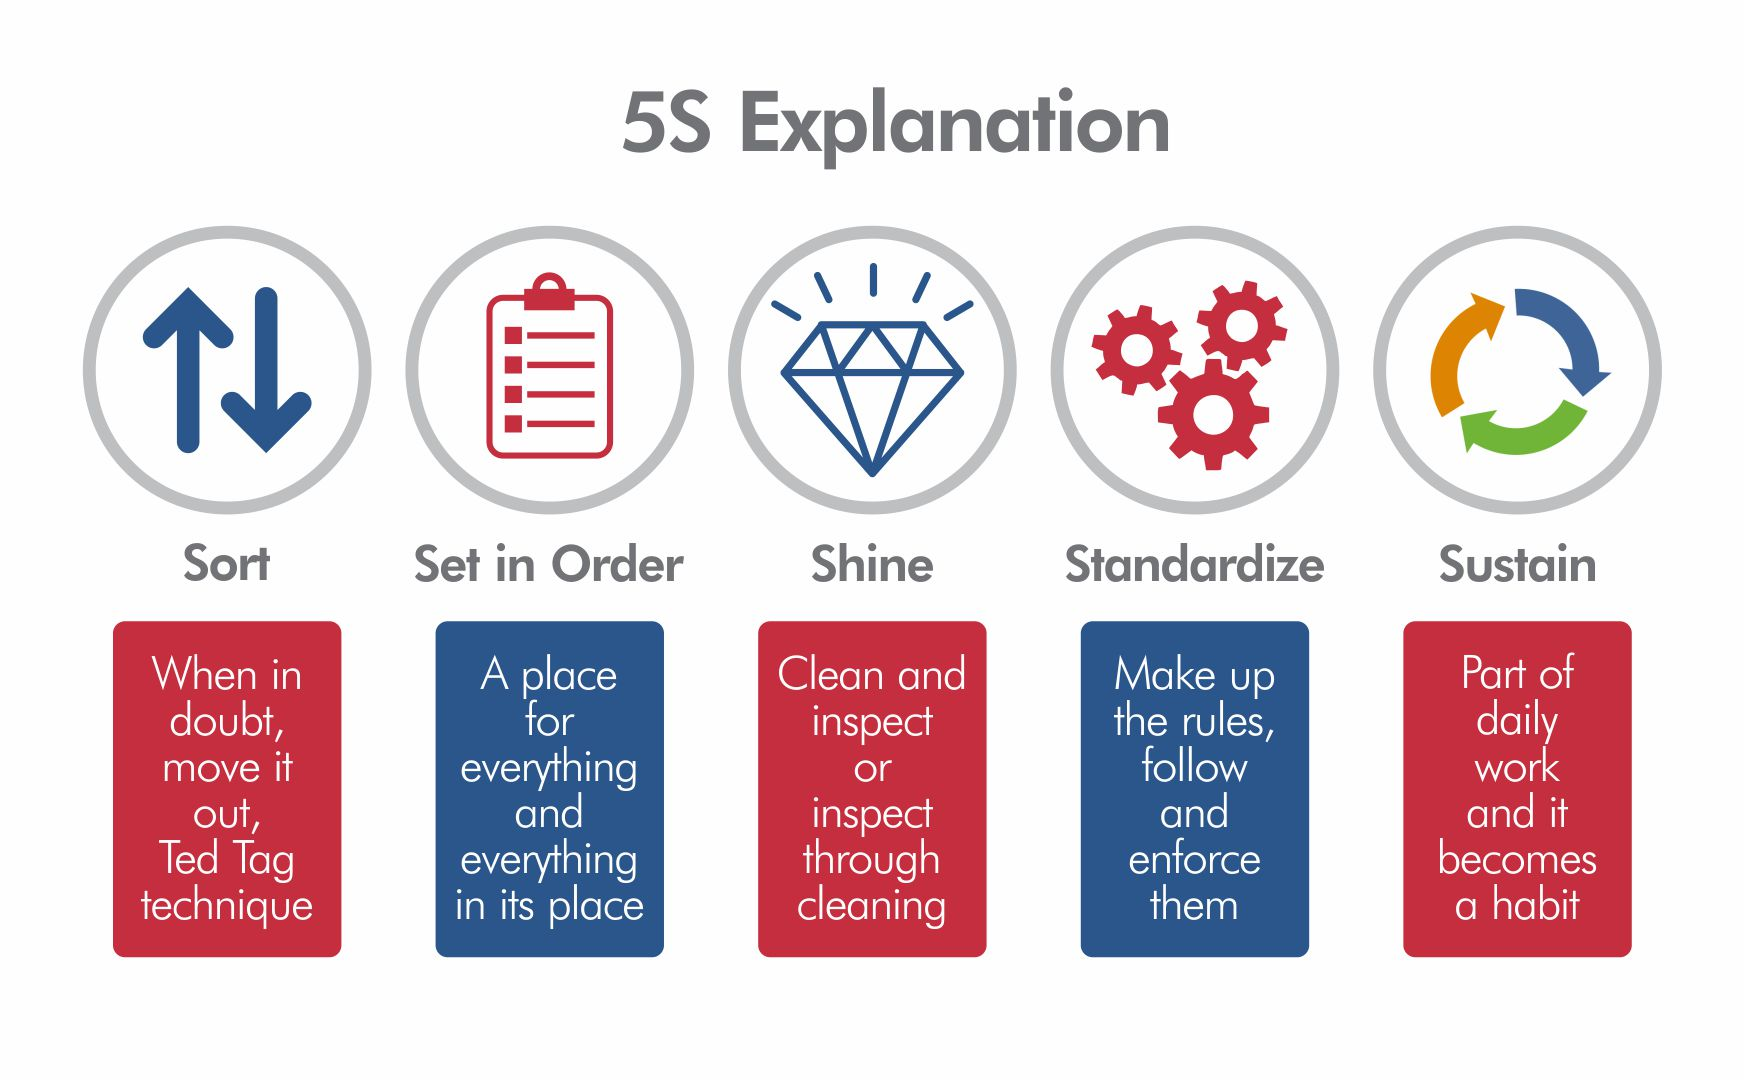 5S Explanation
Sort
Set in Order
Shine
Standardize
Sustain
When in
doubt,
move it
out,
Ted Tag
technique
A place
for
everything
and
everything
in its place
Clean and
inspect
or
inspect
through
cleaning
Make up
the rules,
follow
and
enforce
them
Part of
daily
work
and it
becomes
a habit